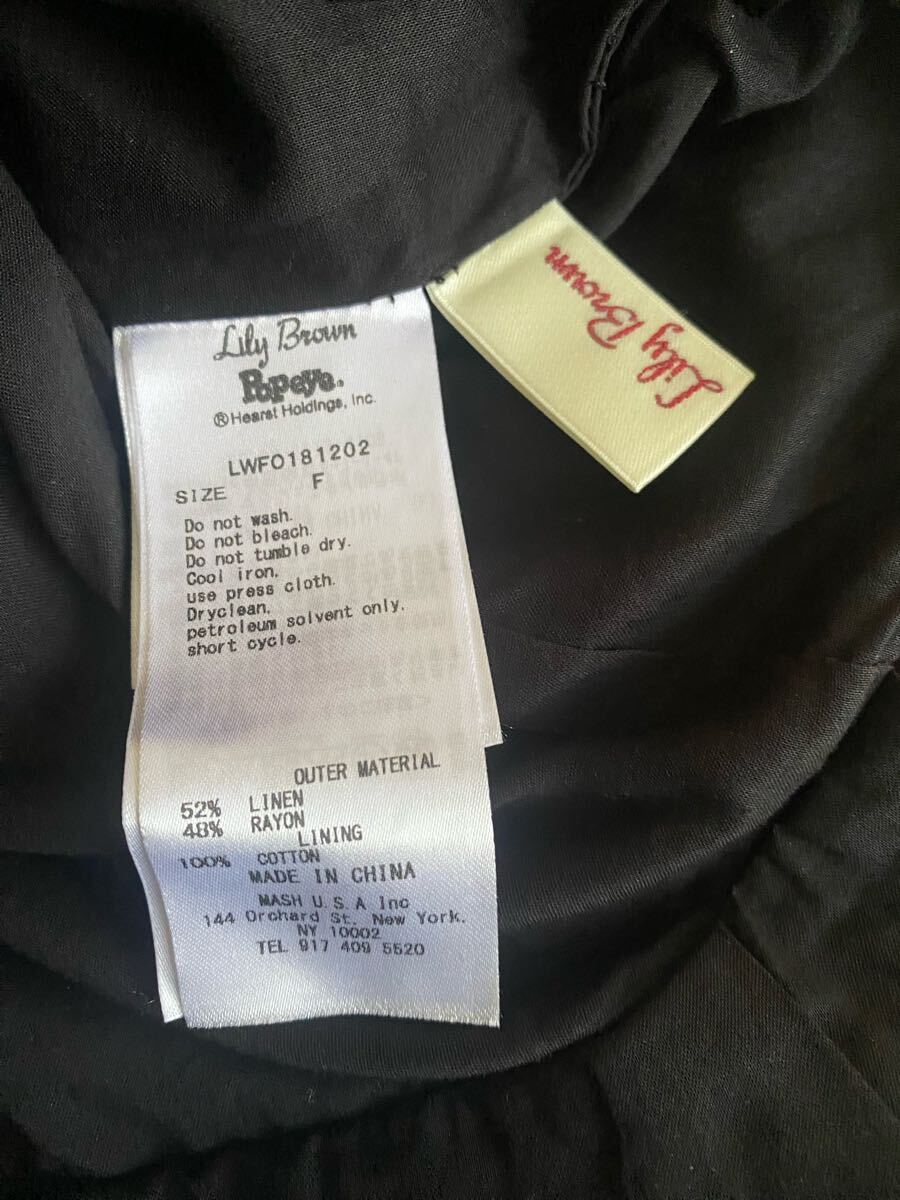 Lily Brown
Popeye.
® Hearst Holdings, Inc.
LWFO181202
SIZE F
Do not wash.
Do not bleach.
Do not tumble dry.
Cool iron.
use press cloth.
Dryclean.
petroleum solvent only.
short cycle.
OUTER MATERIAL
52% LINEN
48% RAYON
LINING
100% COTTON
MADE IN CHINA
MASH U.S.A Inc
144 Orchard St. New York.
NY 10002
TEL 917 409 5520
Lily Brown